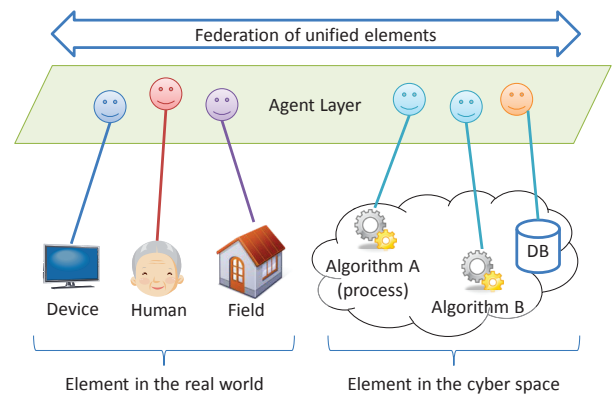 Federation of unified elements
Agent Layer
Algorithm A
(process)
DB
Algorithm B
Device
Human
Field
Element in the real world
Element in the cyber space